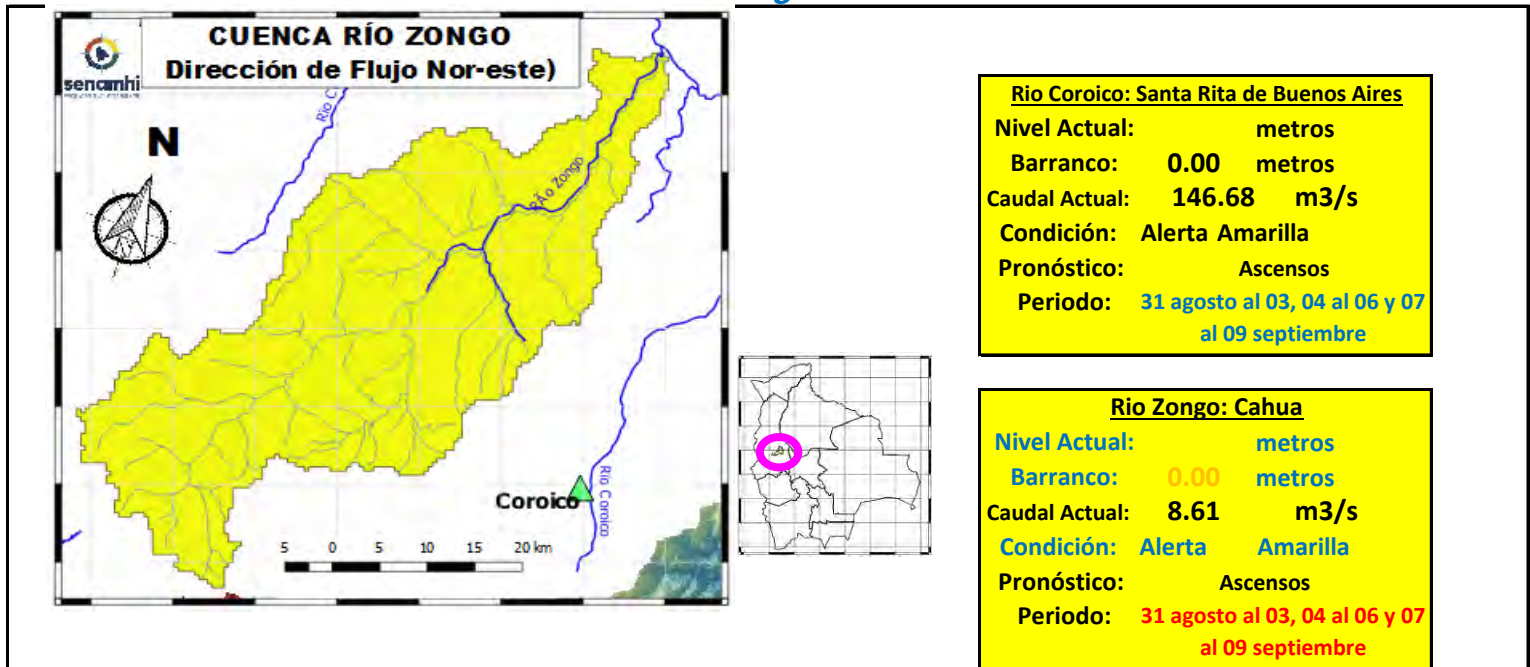 CUENCA RÍO ZONGO
Dirección de Flujo Nor-este)
senamhi
N
RÃo Zongo
Río Coroico
Coroico
5 0 5 10 15 20 km
Rio Coroico: Santa Rita de Buenos Aires
Nivel Actual: metros
Barranco: 0.00 metros
Caudal Actual: 146.68 m3/s
Condición: Alerta Amarilla
Pronóstico: Ascensos
Periodo: 31 agosto al 03, 04 al 06 y 07
al 09 septiembre
Rio Zongo: Cahua
Nivel Actual: metros
Barranco: 0.00 metros
Caudal Actual: 8.61 m3/s
Condición: Alerta Amarilla
Pronóstico: Ascensos
Periodo: 31 agosto al 03, 04 al 06 y 07
al 09 septiembre